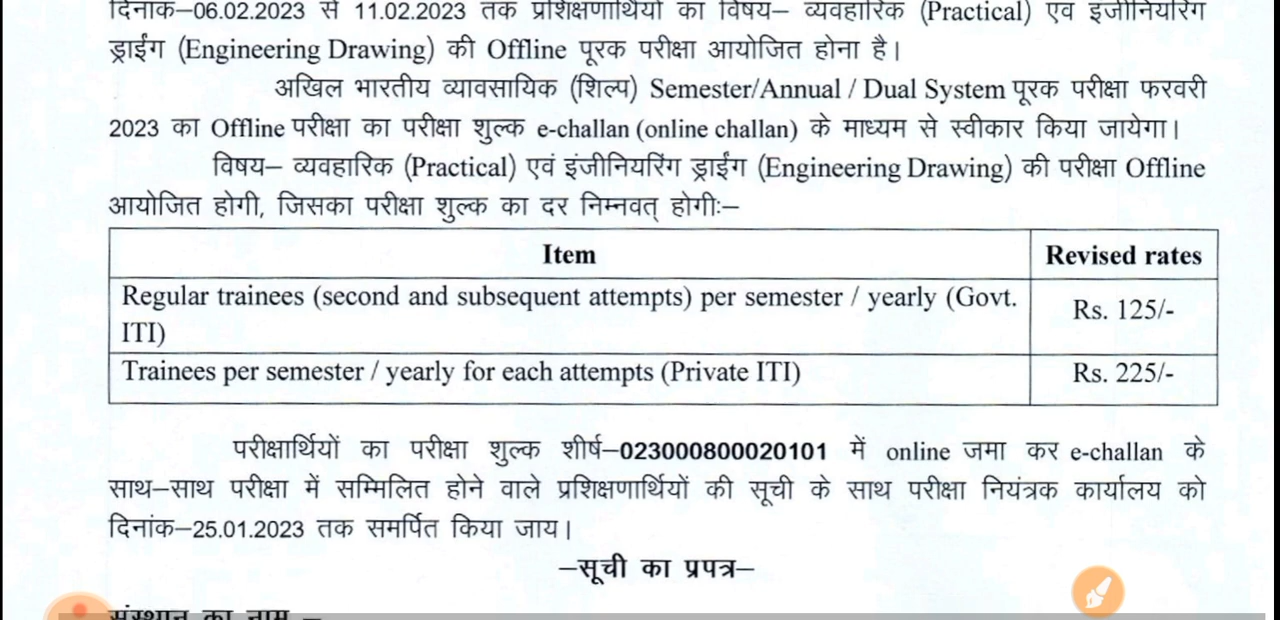 दिनांक–06.02.2023 से 11.02.2023 तक प्रशिक्षणार्थियों का विषय– व्यवहारिक (Practical) एवं इंजीनियरिंग
ड्राईंग (Engineering Drawing) की Offline पूरक परीक्षा आयोजित होना है।
अखिल भारतीय व्यावसायिक (शिल्प) Semester/Annual / Dual System पूरक परीक्षा फरवरी
2023 का Offline परीक्षा का परीक्षा शुल्क e-challan (online challan) के माध्यम से स्वीकार किया जायेगा।
विषय– व्यवहारिक (Practical) एवं इंजीनियरिंग ड्राईंग (Engineering Drawing) की परीक्षा Offline
आयोजित होगी, जिसका परीक्षा शुल्क का दर निम्नवत् होगीः–
Item Revised rates
Regular trainees (second and subsequent attempts) per semester / yearly (Govt.
ITI) Rs. 125/-
Trainees per semester / yearly for each attempts (Private ITI) Rs. 225/-
परीक्षार्थियों का परीक्षा शुल्क शीर्ष–023000800020101 में online जमा कर e-challan के
साथ–साथ परीक्षा में सम्मिलित होने वाले प्रशिक्षणार्थियों की सूची के साथ परीक्षा नियंत्रक कार्यालय को
दिनांक–25.01.2023 तक समर्पित किया जाय।
–सूची का प्रपत्र–
संस्थान का नाम –